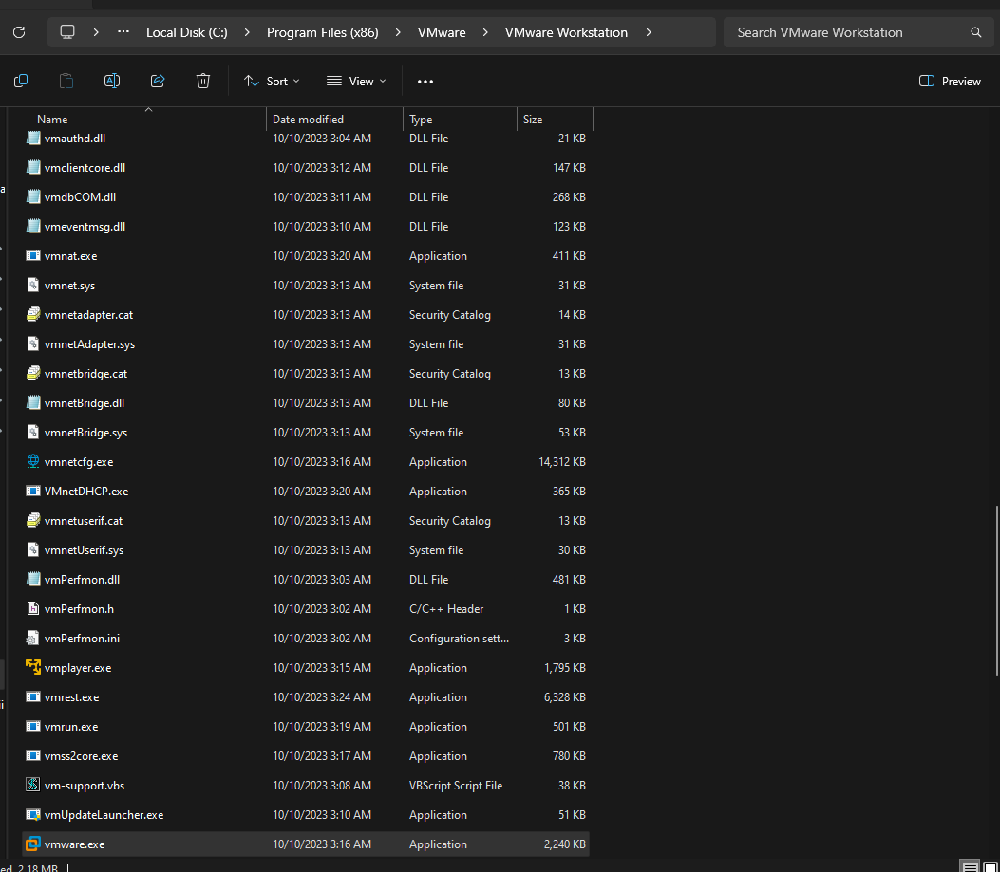 Local Disk (C:) Program Files (x86) VMware VMware Workstation Search VMware Workstation
Sort View Preview
Name Date modified Type Size
vmauthd.dll 10/10/2023 3:04 AM DLL File 21 KB
vmclientcore.dll 10/10/2023 3:12 AM DLL File 147 KB
vmdbCOM.dll 10/10/2023 3:11 AM DLL File 268 KB
vmeventmsg.dll 10/10/2023 3:10 AM DLL File 123 KB
vmnat.exe 10/10/2023 3:20 AM Application 411 KB
vmnet.sys 10/10/2023 3:13 AM System file 31 KB
vmnetadapter.cat 10/10/2023 3:13 AM Security Catalog 14 KB
vmnetAdapter.sys 10/10/2023 3:13 AM System file 31 KB
vmnetbridge.cat 10/10/2023 3:13 AM Security Catalog 13 KB
vmnetBridge.dll 10/10/2023 3:13 AM DLL File 80 KB
vmnetBridge.sys 10/10/2023 3:13 AM System file 53 KB
vmnetcfg.exe 10/10/2023 3:16 AM Application 14,312 KB
VMnetDHCP.exe 10/10/2023 3:20 AM Application 365 KB
vmnetuserif.cat 10/10/2023 3:13 AM Security Catalog 13 KB
vmnetUserif.sys 10/10/2023 3:13 AM System file 30 KB
vmPerfmon.dll 10/10/2023 3:03 AM DLL File 481 KB
vmPerfmon.h 10/10/2023 3:02 AM C/C++ Header 1 KB
vmPerfmon.ini 10/10/2023 3:02 AM Configuration sett... 3 KB
vmplayer.exe 10/10/2023 3:15 AM Application 1,795 KB
vmrest.exe 10/10/2023 3:24 AM Application 6,328 KB
vmrun.exe 10/10/2023 3:19 AM Application 501 KB
vmss2core.exe 10/10/2023 3:17 AM Application 780 KB
vm-support.vbs 10/10/2023 3:08 AM VBScript Script File 38 KB
vmUpdateLauncher.exe 10/10/2023 3:10 AM Application 51 KB
vmware.exe 10/10/2023 3:16 AM Application 2,240 KB
ed 2.18 MB